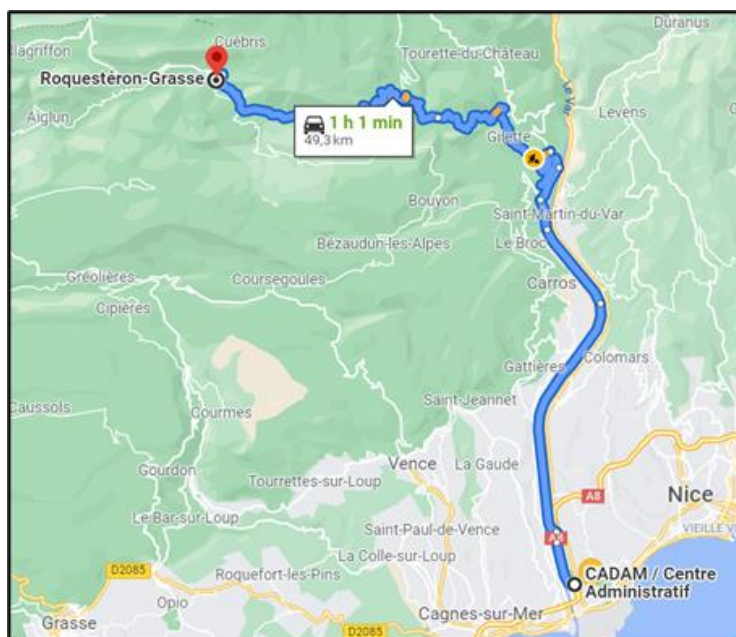 Cuébris
Duranus
Tourette-du-Château
Roquestéron-Grasse
Le Var
Levens
1 h 1 min
49,3 km
Aiglun
Gilette
Bouyon
Saint-Martin-du-Var
Bézaudun-les-Alpes
Le Broc
Gréolières
Coursegoules
Carros
Cipières
Gattières
Colomars
Saint-Jeannet
Caussols
Courmes
Gourdon
Vence
La Gaude
Tourrettes-sur-Loup
A8
Nice
Le Bar-sur-Loup
Saint-Paul-de-Vence
VIEILLE V
La Colle-sur-Loup
D2085
Roquefort-les-Pins
CADAM / Centre
Administratif
Opio
Cagnes-sur-Mer
Grasse
D2085